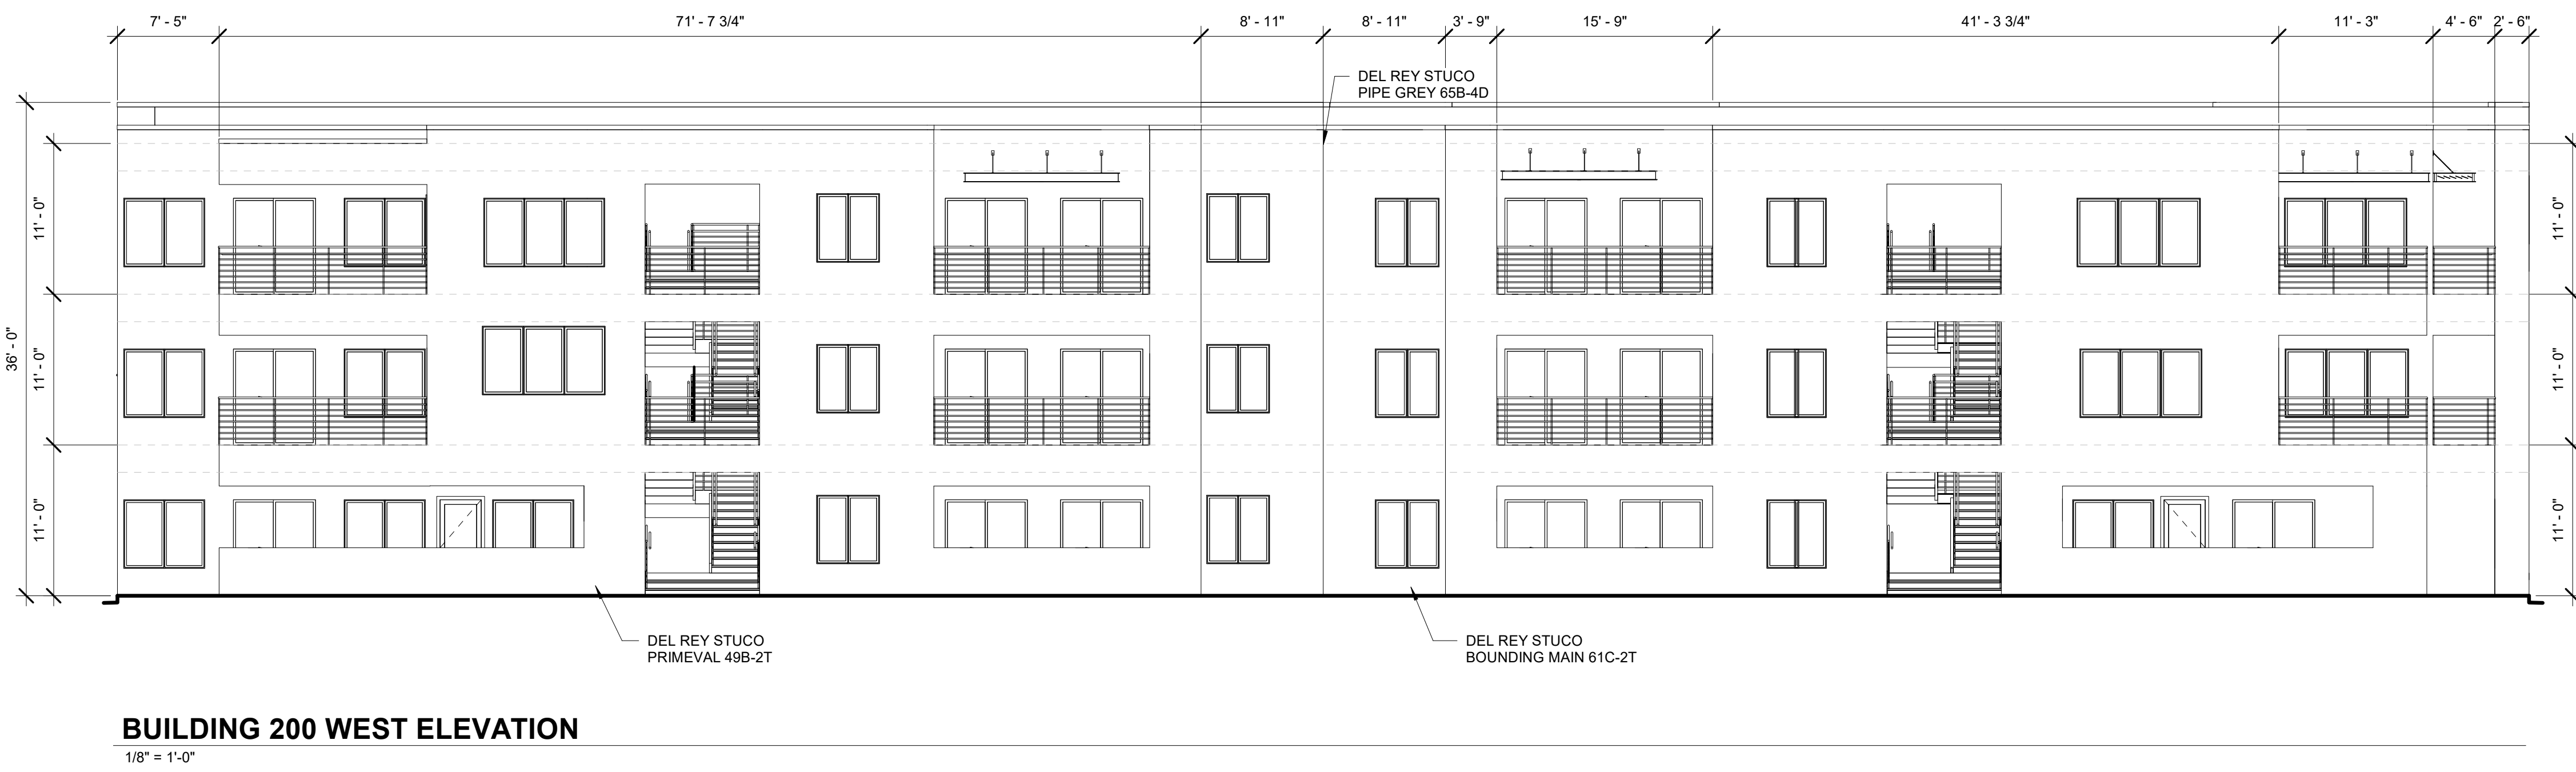 7' - 5"
71' - 7 3/4"
8' - 11"
8' - 11"
3' - 9"
15' - 9"
41' - 3 3/4"
11' - 3"
4' - 6"
2' - 6"
DEL REY STUCO
PIPE GREY 65B-4D
36' - 0"
11' - 0"
11' - 0"
11' - 0"
11' - 0"
11' - 0"
11' - 0"
DEL REY STUCO
PRIMEVAL 49B-2T
DEL REY STUCO
BOUNDING MAIN 61C-2T
BUILDING 200 WEST ELEVATION
1/8" = 1'-0"